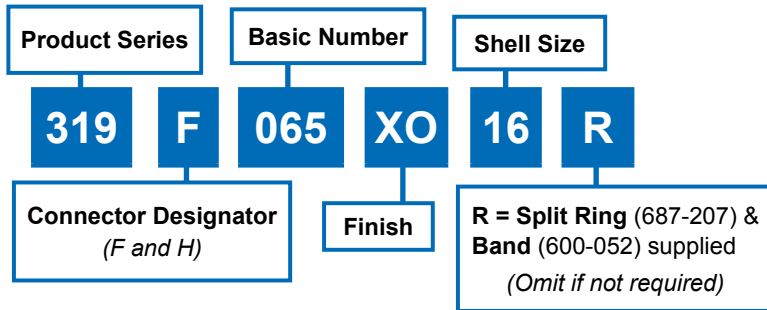 Product Series
Basic Number
Shell Size
319 F 065 XO 16 R
Connector Designator
(F and H)
Finish
R = Split Ring (687-207) &
Band (600-052) supplied
(Omit if not required)